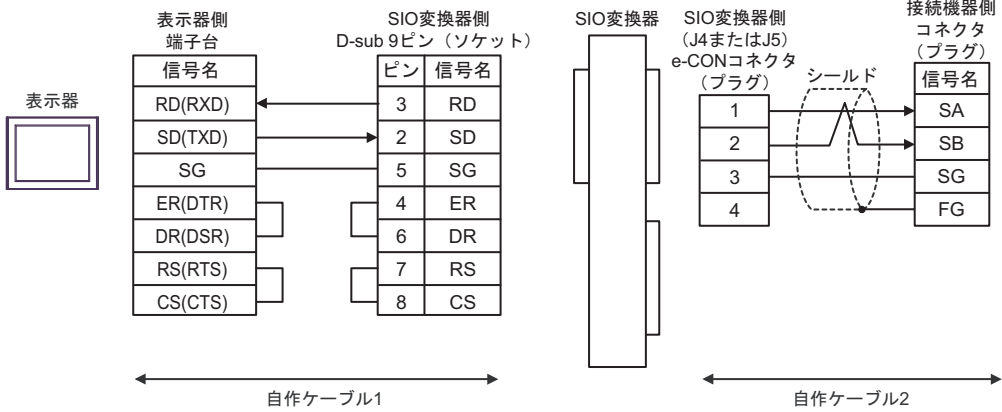 表示器
表示器側
端子台
信号名
RD(RXD)
SD(TXD)
SG
ER(DTR)
DR(DSR)
RS(RTS)
CS(CTS)
SIO変換器側
D-sub 9ピン（ソケット）
ピン 信号名
3 RD
2 SD
5 SG
4 ER
6 DR
7 RS
8 CS
自作ケーブル1
SIO変換器
SIO変換器側
（J4またはJ5）
e-CONコネクタ
（プラグ）
1
2
3
4
シールド
接続機器側
コネクタ
（プラグ）
信号名
SA
SB
SG
FG
自作ケーブル2